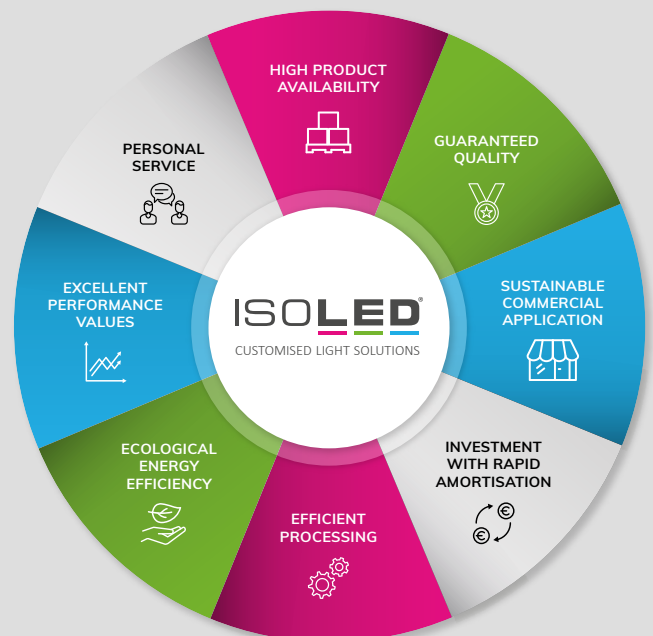 HIGH PRODUCT
AVAILABILITY
GUARANTEED
QUALITY
SUSTAINABLE
COMMERCIAL
APPLICATION
INVESTMENT
WITH RAPID
AMORTISATION
EFFICIENT
PROCESSING
ECOLOGICAL
ENERGY
EFFICIENCY
EXCELLENT
PERFORMANCE
VALUES
PERSONAL
SERVICE
ISOLED®
CUSTOMISED LIGHT SOLUTIONS